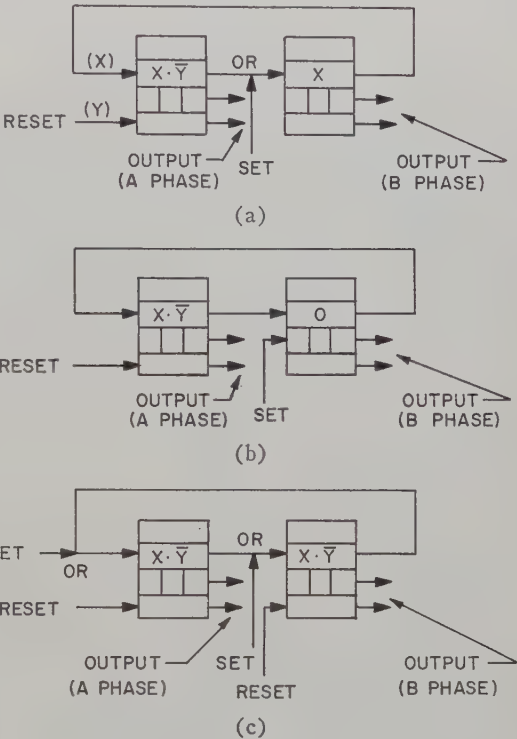 (X)
X·Y̅
OR
X
RESET
(Y)
OUTPUT
(A PHASE)
SET
OUTPUT
(B PHASE)
(a)
X·Y̅
O
RESET
OUTPUT
(A PHASE)
SET
OUTPUT
(B PHASE)
(b)
ET
OR
X·Y̅
OR
X·Y̅
RESET
OUTPUT
(A PHASE)
SET
RESET
OUTPUT
(B PHASE)
(c)